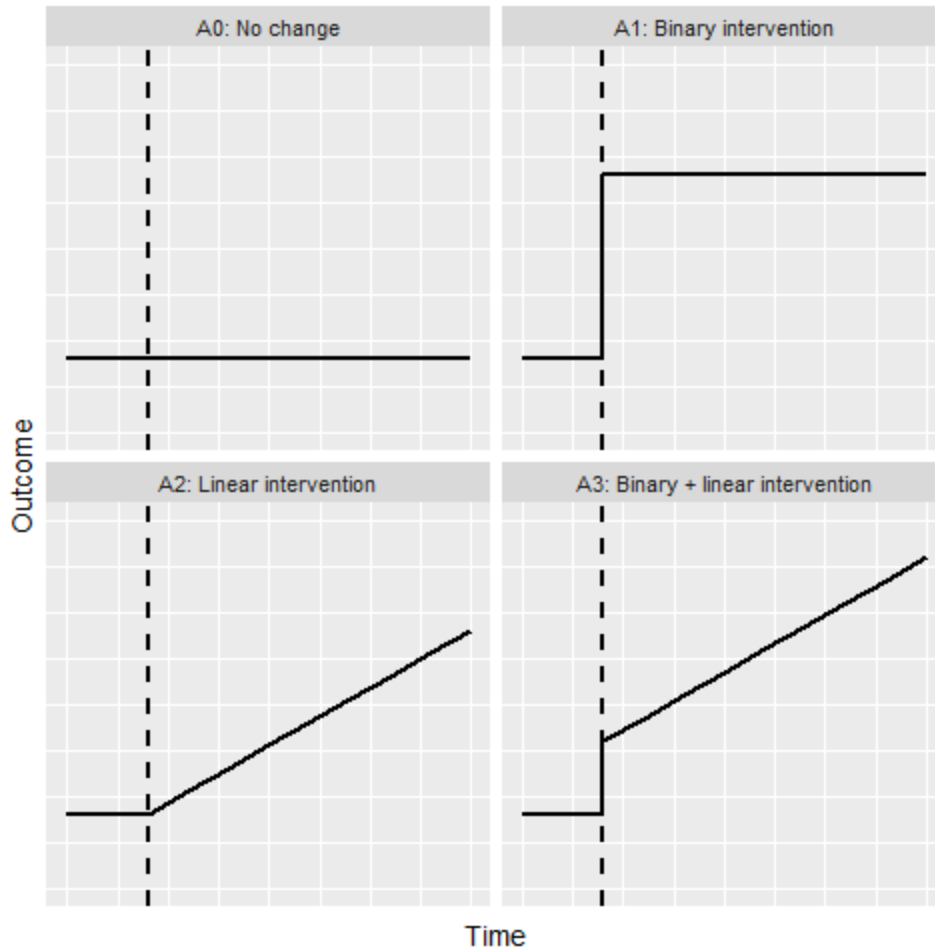 A0: No change
A1: Binary intervention
Outcome
A2: Linear intervention
A3: Binary + linear intervention
Time